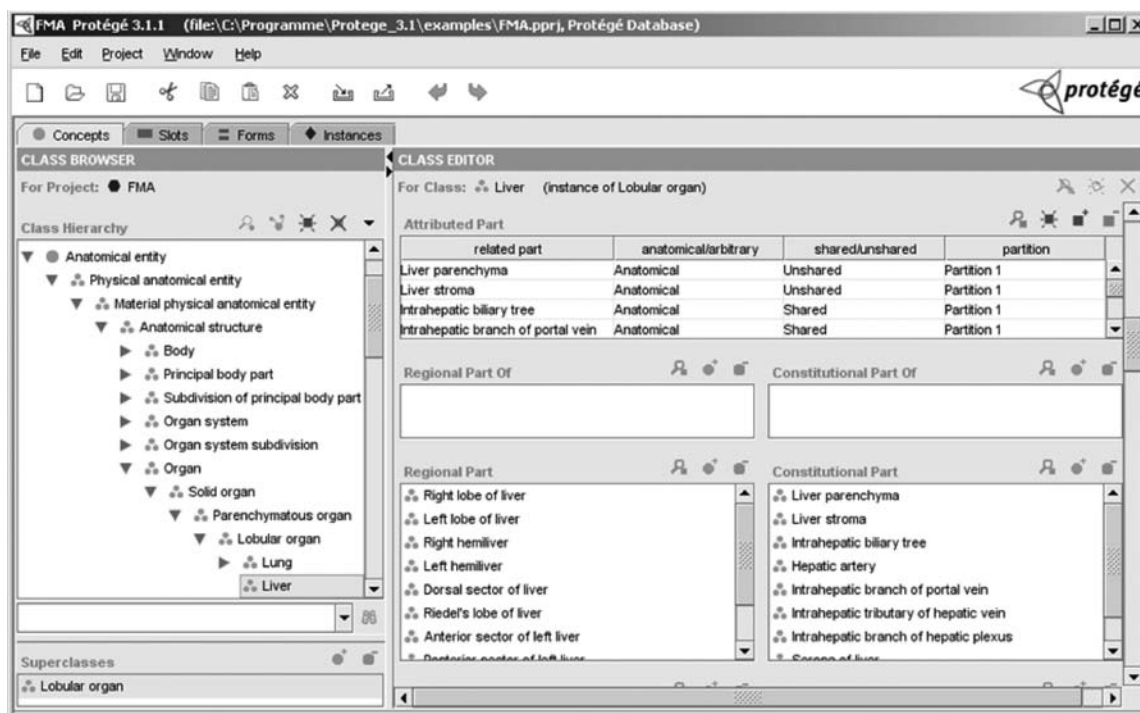 FMA Protégé 3.1.1 (file:\C:\Programme\Protege_3.1\examples\FMA.pprj, Protégé Database)
File Edit Project Window Help
protégé
Concepts Slots Forms Instances
CLASS BROWSER
For Project: FMA
Class Hierarchy
Anatomical entity
Physical anatomical entity
Material physical anatomical entity
Anatomical structure
Body
Principal body part
Subdivision of principal body part
Organ system
Organ system subdivision
Organ
Solid organ
Parenchymatous organ
Lobular organ
Lung
Liver
Superclasses
Lobular organ
CLASS EDITOR
For Class: Liver (instance of Lobular organ)
Attributed Part
related part anatomical/arbitrary shared/unshared partition
Liver parenchyma Anatomical Unshared Partition 1
Liver stroma Anatomical Unshared Partition 1
Intrahepatic biliary tree Anatomical Shared Partition 1
Intrahepatic branch of portal vein Anatomical Shared Partition 1
Regional Part Of
Constitutional Part Of
Regional Part
Right lobe of liver
Left lobe of liver
Right hemiliver
Left hemiliver
Dorsal sector of liver
Riedel's lobe of liver
Anterior sector of left liver
Posterior sector of left liver
Constitutional Part
Liver parenchyma
Liver stroma
Intrahepatic biliary tree
Hepatic artery
Intrahepatic branch of portal vein
Intrahepatic tributary of hepatic vein
Intrahepatic branch of hepatic plexus
Serosa of liver